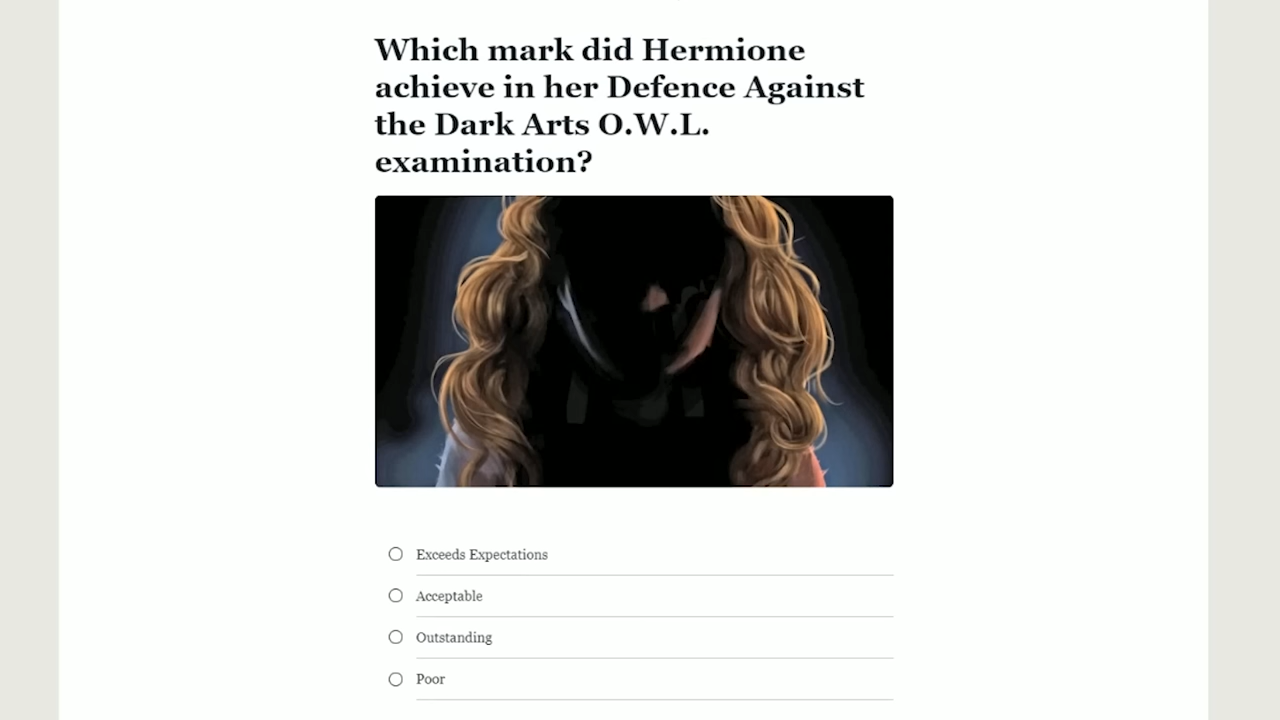 Which mark did Hermione
achieve in her Defence Against
the Dark Arts O.W.L.
examination?
Exceeds Expectations
Acceptable
Outstanding
Poor